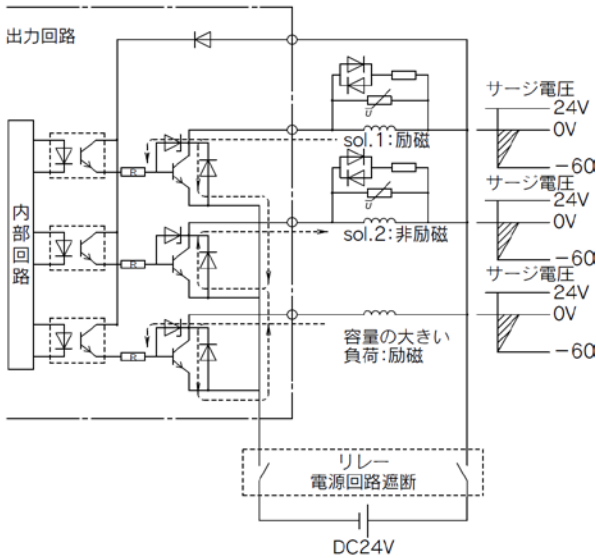 出力回路
サージ電圧
24V
0V
-600
sol.1:励磁
サージ電圧
24V
0V
-600
sol.2:非励磁
内部回路
R
R
R
サージ電圧
24V
0V
-600
容量の大きい
負荷:励磁
リレー
電源回路遮断
DC24V
U
U